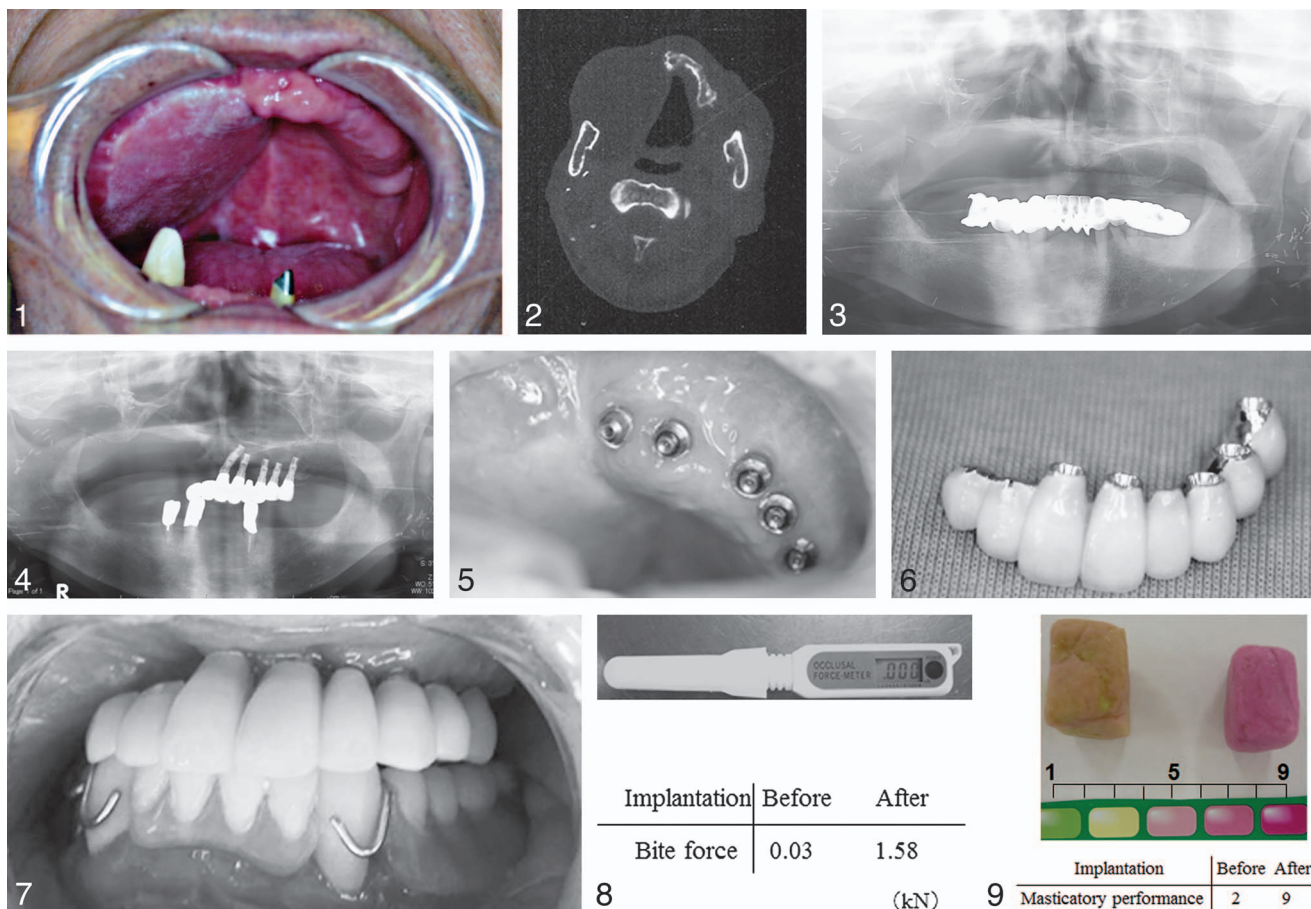 1
2
3
4
Page 1 of 1
R
5
6
7
OCCLUSAL
FORCE-METER
.000
Implantation Before After
Bite force 0.03 1.58
(kN)
8
1 5 9
Implantation Before After
Masticatory performance 2 9
9